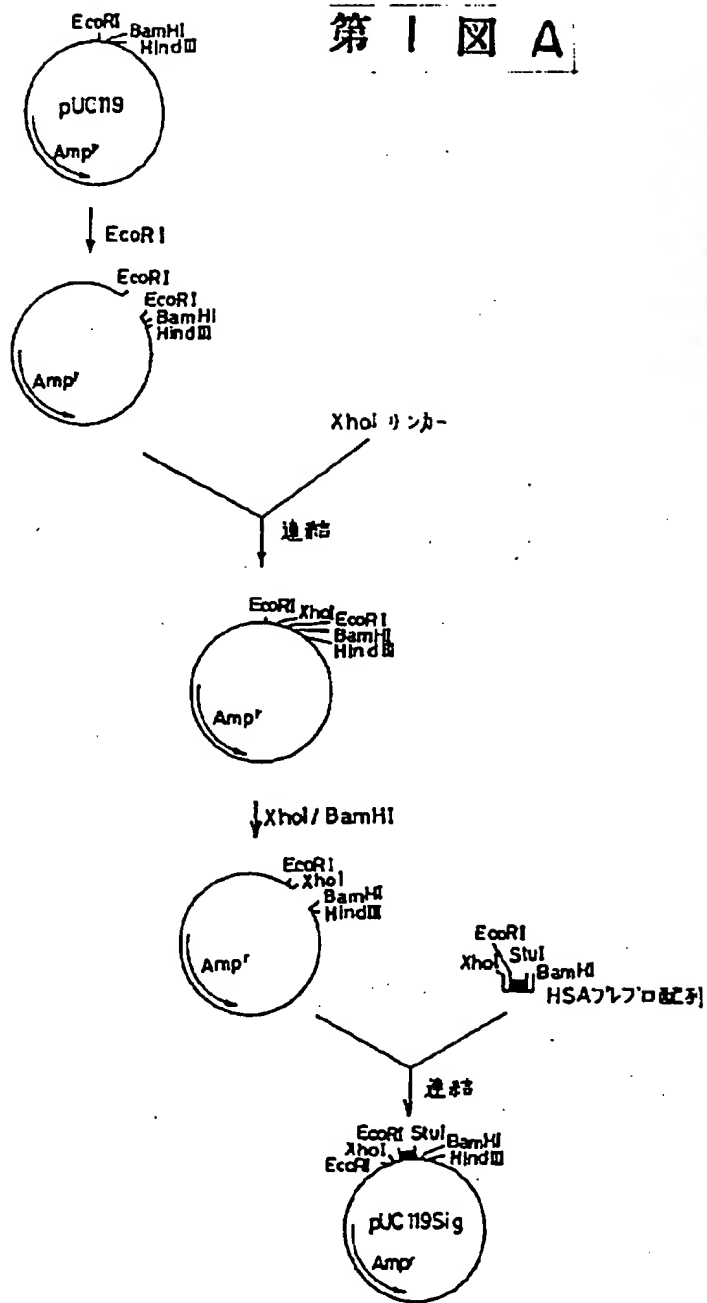 第1図 A
EcoRI
BamHI
HindIII
pUC119
Ampr
EcoRI
EcoRI
EcoRI
BamHI
HindIII
Ampr
XhoI リンカー
連結
EcoRI
XhoI
EcoRI
BamHI
HindIII
Ampr
XhoI/BamHI
EcoRI
XhoI
BamHI
HindIII
Ampr
EcoRI
StuI
XhoI
BamHI
HSAプレプロ配列
連結
EcoRI
StuI
BamHI
XhoI
HindIII
EcoRI
pUC119Sig
Ampr